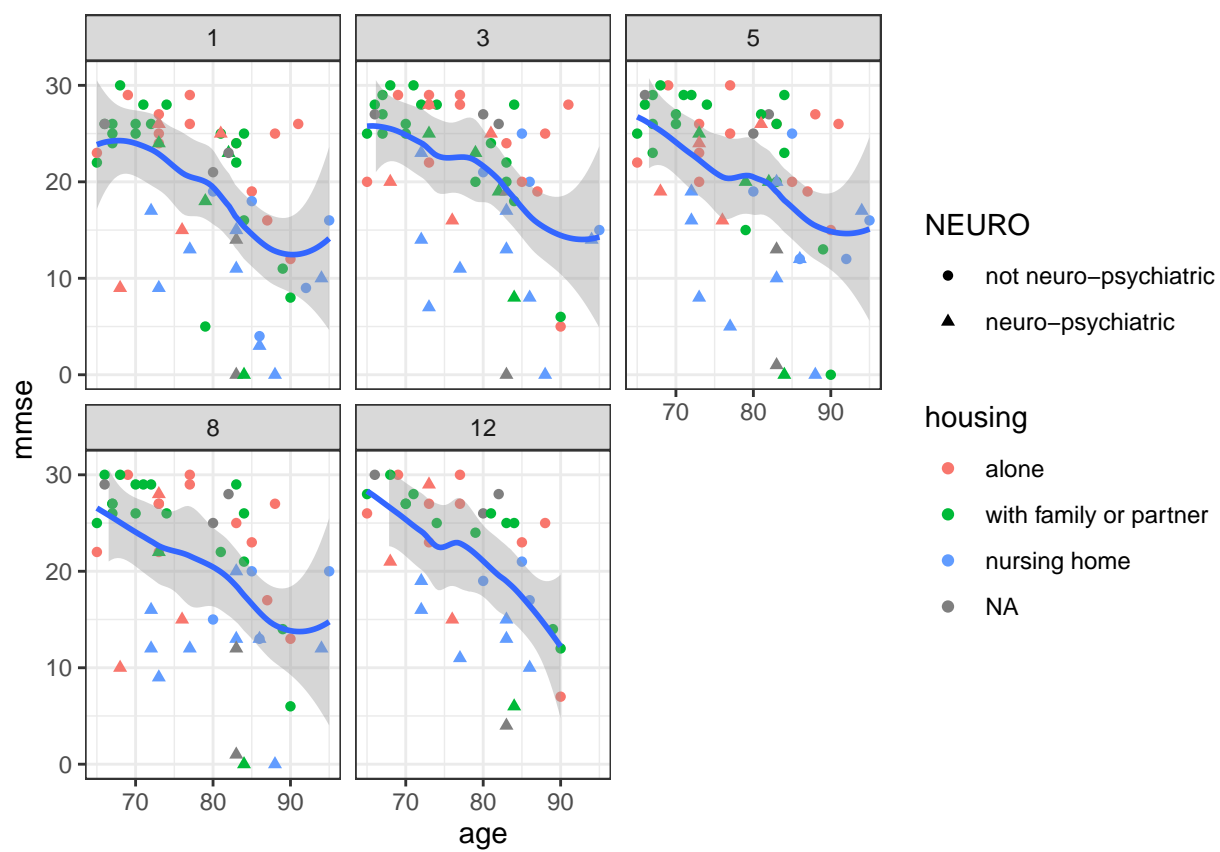 1
3
5
30
20
10
0
70
80
90
8
12
30
20
10
0
70
80
90
70
80
90
mmse
age
NEURO
not neuro−psychiatric
neuro−psychiatric
housing
alone
with family or partner
nursing home
NA